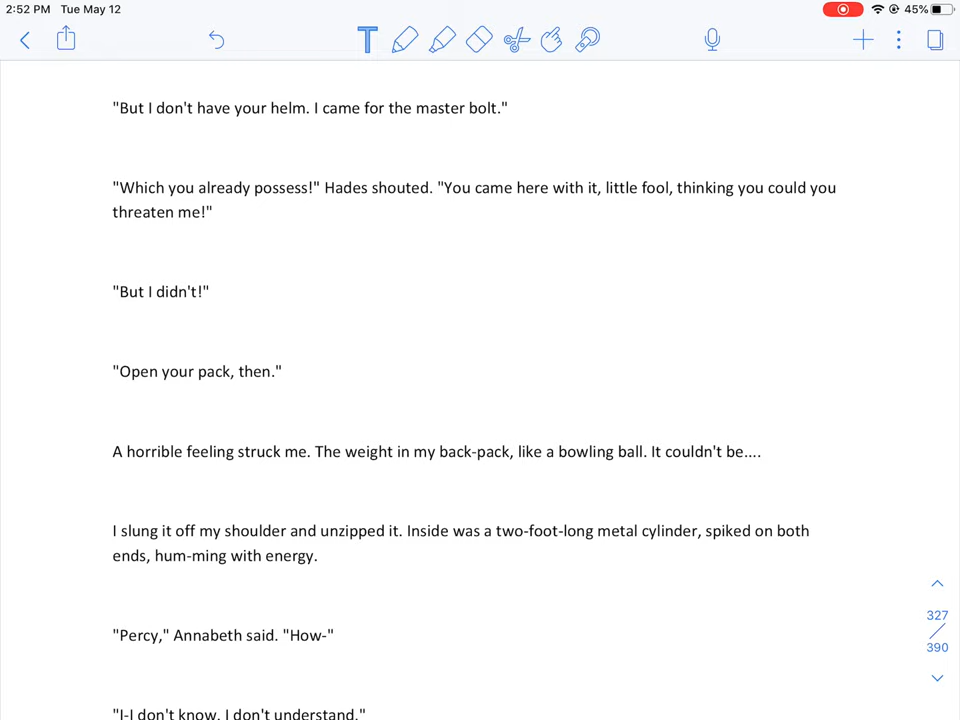 2:52 PM Tue May 12
45%
"But I don't have your helm. I came for the master bolt."
"Which you already possess!" Hades shouted. "You came here with it, little fool, thinking you could you
threaten me!"
"But I didn't!"
"Open your pack, then."
A horrible feeling struck me. The weight in my back-pack, like a bowling ball. It couldn't be....
I slung it off my shoulder and unzipped it. Inside was a two-foot-long metal cylinder, spiked on both
ends, hum-ming with energy.
"Percy," Annabeth said. "How-"
"I-I don't know. I don't understand."
327
390